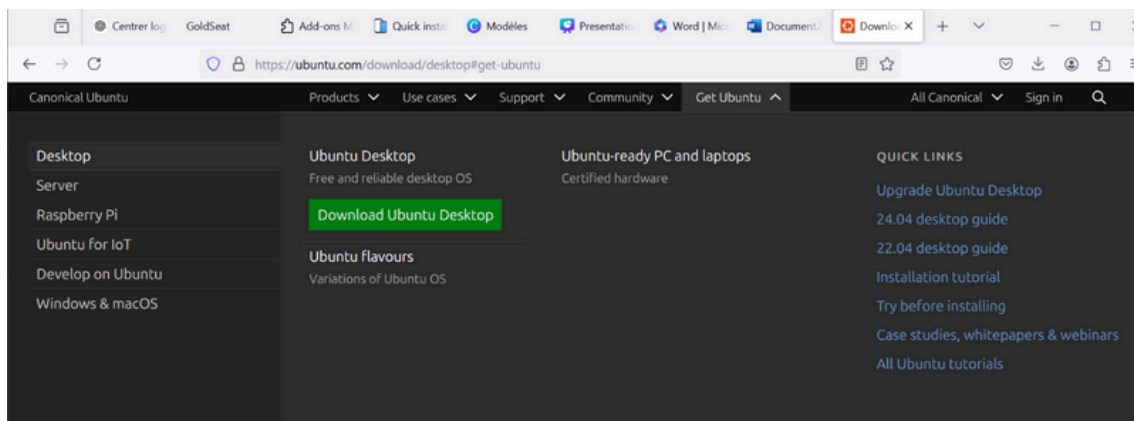 Centrer log GoldSeat Add-ons M Quick insta Modèles Presentatio Word | Mic Document2 Downloa
https://ubuntu.com/download/desktop#get-ubuntu
Canonical Ubuntu Products Use cases Support Community Get Ubuntu All Canonical Sign in
Desktop
Server
Raspberry Pi
Ubuntu for IoT
Develop on Ubuntu
Windows & macOS
Ubuntu Desktop
Free and reliable desktop OS
Download Ubuntu Desktop
Ubuntu flavours
Variations of Ubuntu OS
Ubuntu-ready PC and laptops
Certified hardware
QUICK LINKS
Upgrade Ubuntu Desktop
24.04 desktop guide
22.04 desktop guide
Installation tutorial
Try before installing
Case studies, whitepapers & webinars
All Ubuntu tutorials